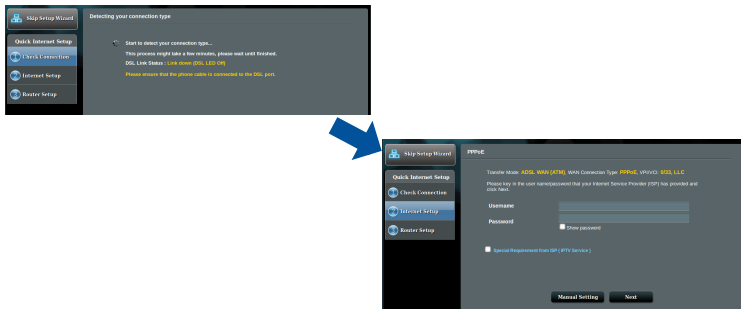 Skip Setup Wizard
Detecting your connection type
Quick Internet Setup
Check Connection
Internet Setup
Router Setup
Start to detect your connection type...
This process might take a few minutes, please wait until finished.
DSL Link Status : Link down (DSL LED Off)
Please ensure that the phone cable is connected to the DSL port.
Skip Setup Wizard
PPPoE
Quick Internet Setup
Check Connection
Internet Setup
Router Setup
Transfer Mode: ADSL WAN (ATM), WAN Connection Type: PPPoE, VPI/VCI: 8/33, LLC
Please key in the user name/password that your Internet Service Provider (ISP) has provided and
click Next.
Username
Password
Show password
Special Requirement from ISP ( IPTV Service )
Manual Setting
Next